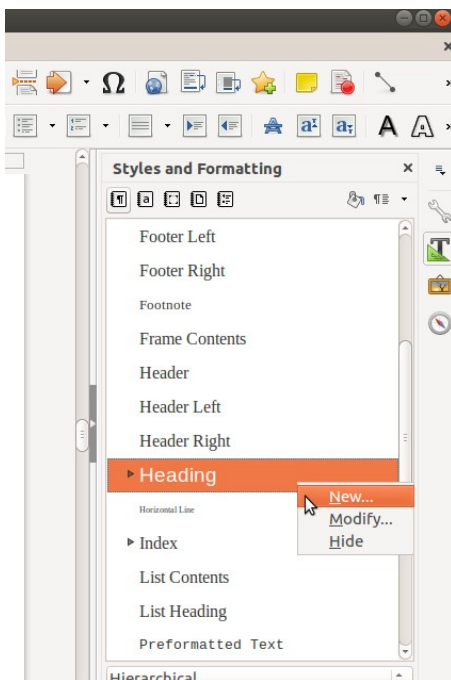 Styles and Formatting
Footer Left
Footer Right
Footnote
Frame Contents
Header
Header Left
Header Right
Heading
New...
Horizontal Line
Modify...
Index
Hide
List Contents
List Heading
Preformatted Text
Hierarchical